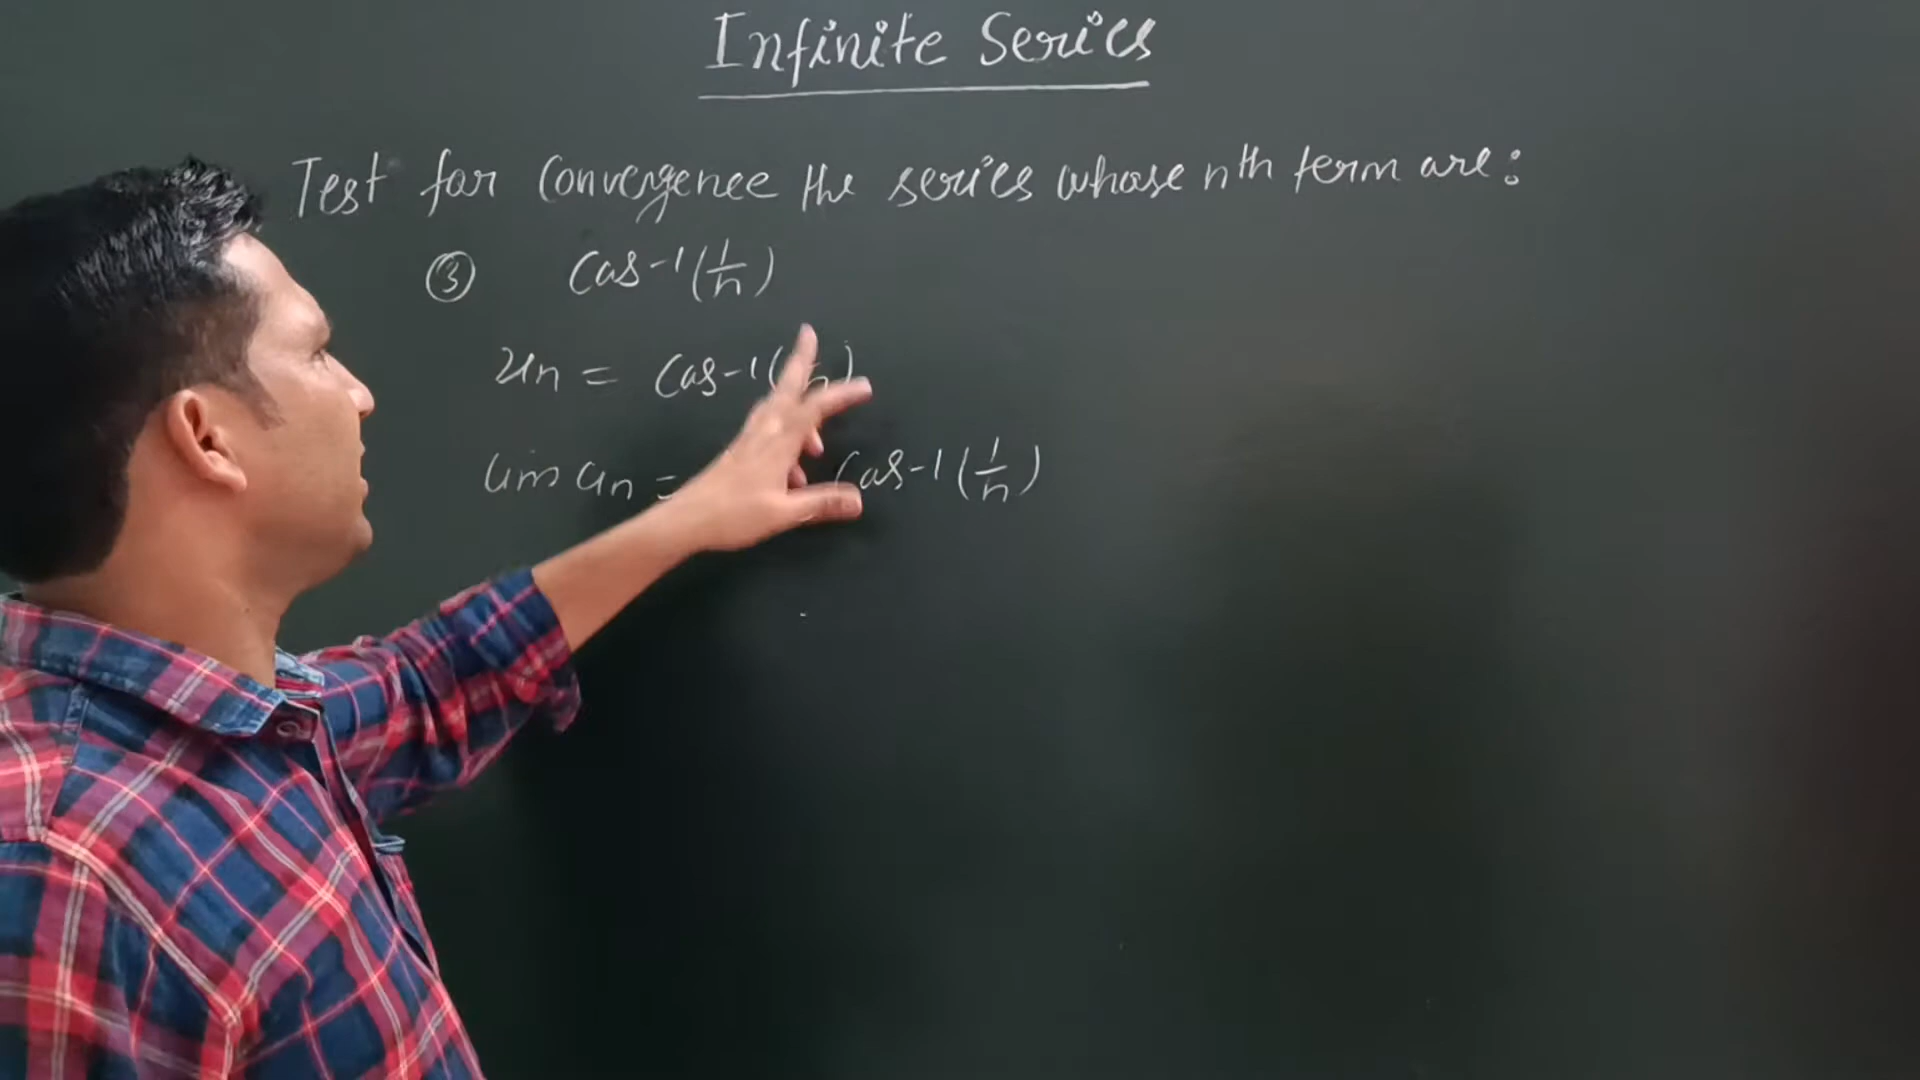 Infinite Series
Test for Convergence the series whose nth term are:
③ Cos-1(1/n)
un = Cos-1( n)
lim un = Cos-1(1/n)